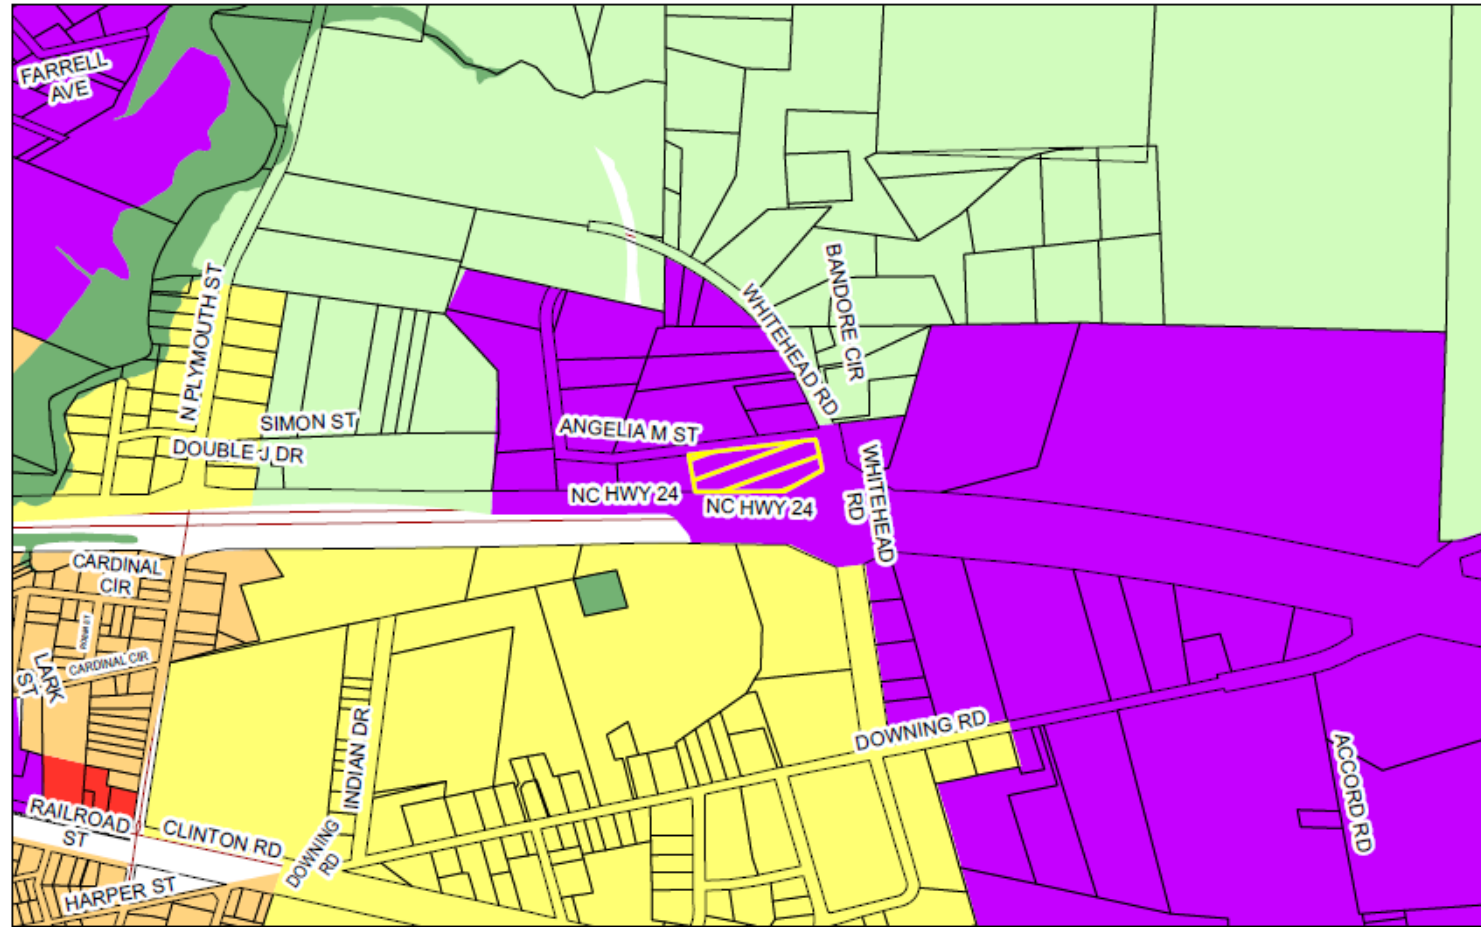 FARRELL
AVE
N PLYMOUTH ST
BANDORE CIR
WHITEHEAD RD
SIMON ST
DOUBLE J DR
ANGELIA M ST
NC HWY 24
NC HWY 24
WHITEHEAD
RD
CARDINAL
CIR
ROBIN ST
CARDINAL CIR
LARK
ST
INDIAN DR
DOWNING RD
ACCORD RD
RAILROAD
ST
CLINTON RD
DOWNING
RD
HARPER ST